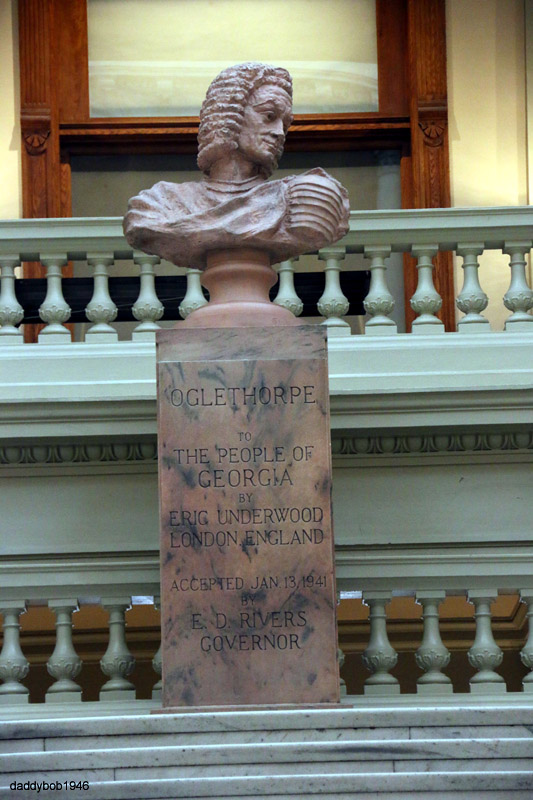 OGLETHORPE
TO
THE PEOPLE OF
GEORGIA
BY
ERIC UNDERWOOD
LONDON, ENGLAND
ACCEPTED JAN 13, 1941
BY
E. D. RIVERS
GOVERNOR
daddybob1946